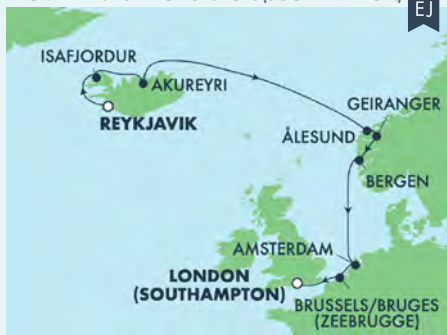 EJ
ISAFJORDUR
AKUREYRI
REYKJAVIK
GEIRANGER
ÅLESUND
BERGEN
AMSTERDAM
LONDON
(SOUTHAMPTON)
BRUSSELS/BRUGES
(ZEEBRUGGE)